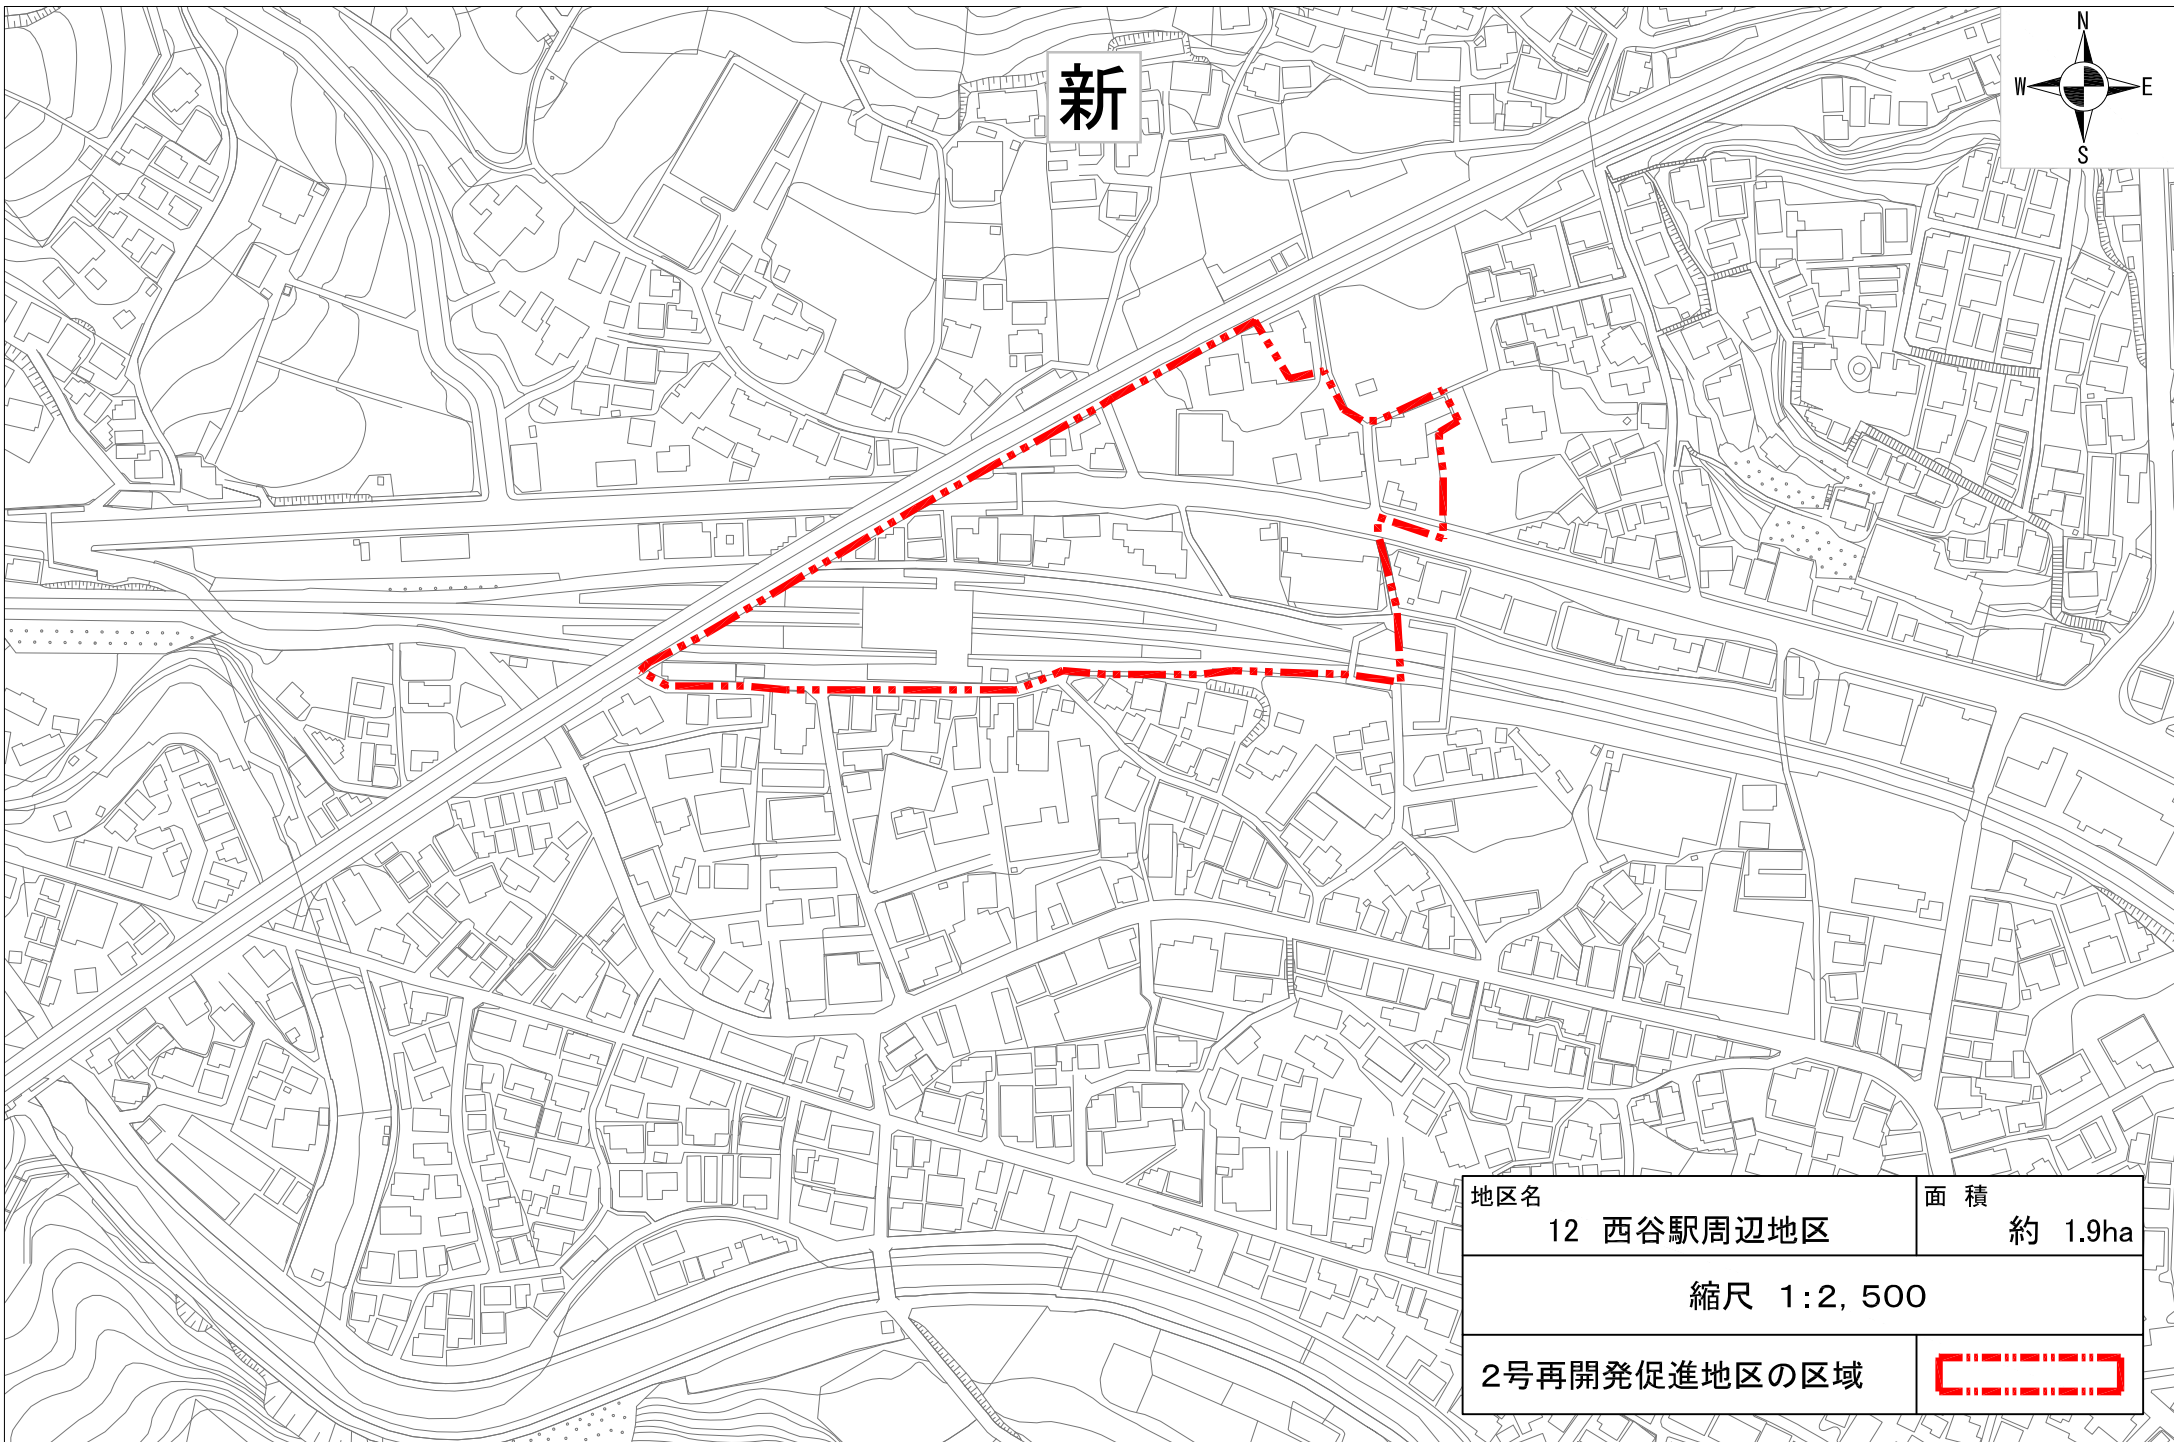 新
N
W E
S
地区名
12 西谷駅周辺地区
面 積
約 1.9ha
縮尺 1:2,500
2号再開発促進地区の区域